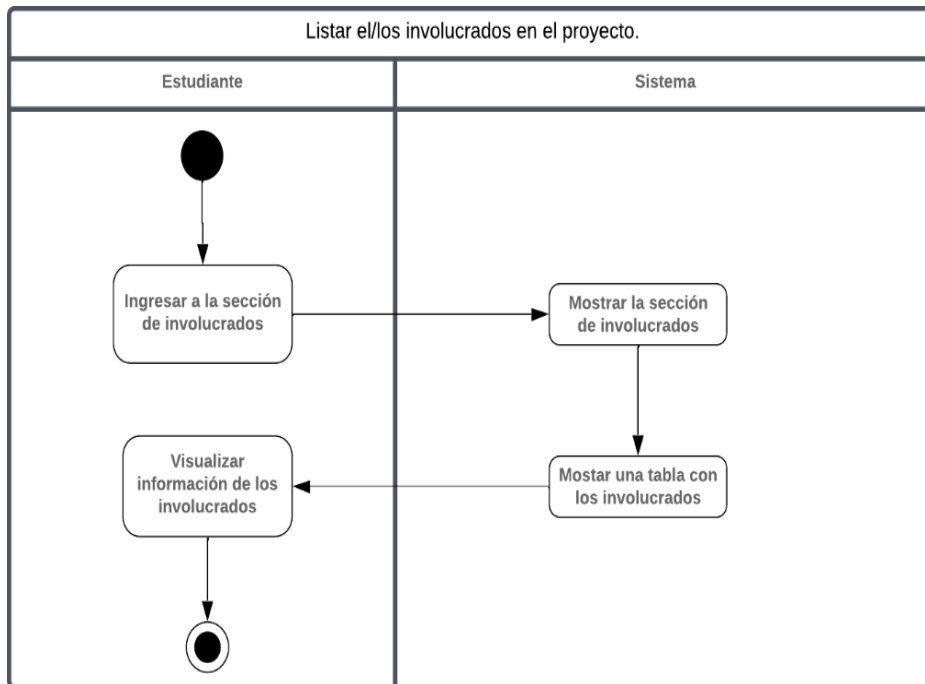 Listar el/los involucrados en el proyecto.
Estudiante
Sistema
Ingresar a la sección
de involucrados
Mostrar la sección
de involucrados
Mostar una tabla con
los involucrados
Visualizar
información de los
involucrados